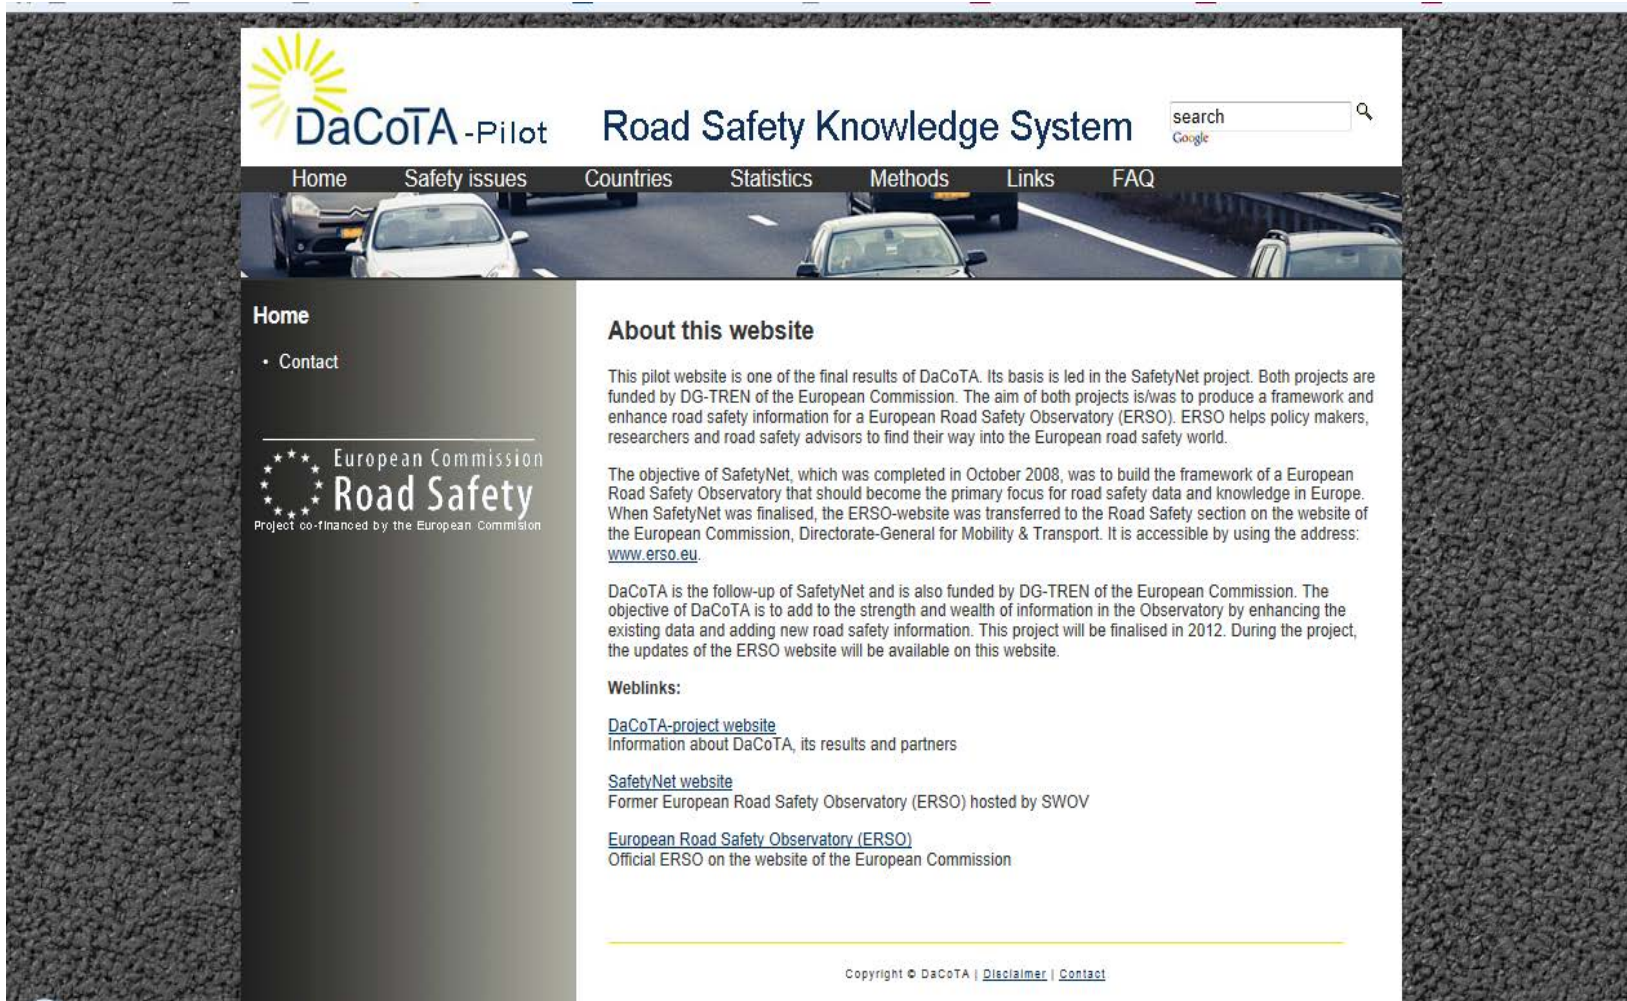 DaCoTA -Pilot
Road Safety Knowledge System
search
Google
Home Safety issues Countries Statistics Methods Links FAQ
Home
• Contact
European Commission
Road Safety
Project co-financed by the European Commision
About this website
This pilot website is one of the final results of DaCoTA. Its basis is led in the SafetyNet project. Both projects are
funded by DG-TREN of the European Commission. The aim of both projects is/was to produce a framework and
enhance road safety information for a European Road Safety Observatory (ERSO). ERSO helps policy makers,
researchers and road safety advisors to find their way into the European road safety world.
The objective of SafetyNet, which was completed in October 2008, was to build the framework of a European
Road Safety Observatory that should become the primary focus for road safety data and knowledge in Europe.
When SafetyNet was finalised, the ERSO-website was transferred to the Road Safety section on the website of
the European Commission, Directorate-General for Mobility & Transport. It is accessible by using the address:
www.erso.eu.
DaCoTA is the follow-up of SafetyNet and is also funded by DG-TREN of the European Commission. The
objective of DaCoTA is to add to the strength and wealth of information in the Observatory by enhancing the
existing data and adding new road safety information. This project will be finalised in 2012. During the project,
the updates of the ERSO website will be available on this website.
Weblinks:
DaCoTA-project website
Information about DaCoTA, its results and partners
SafetyNet website
Former European Road Safety Observatory (ERSO) hosted by SWOV
European Road Safety Observatory (ERSO)
Official ERSO on the website of the European Commission
Copyright © DaCoTA | Disclaimer | Contact